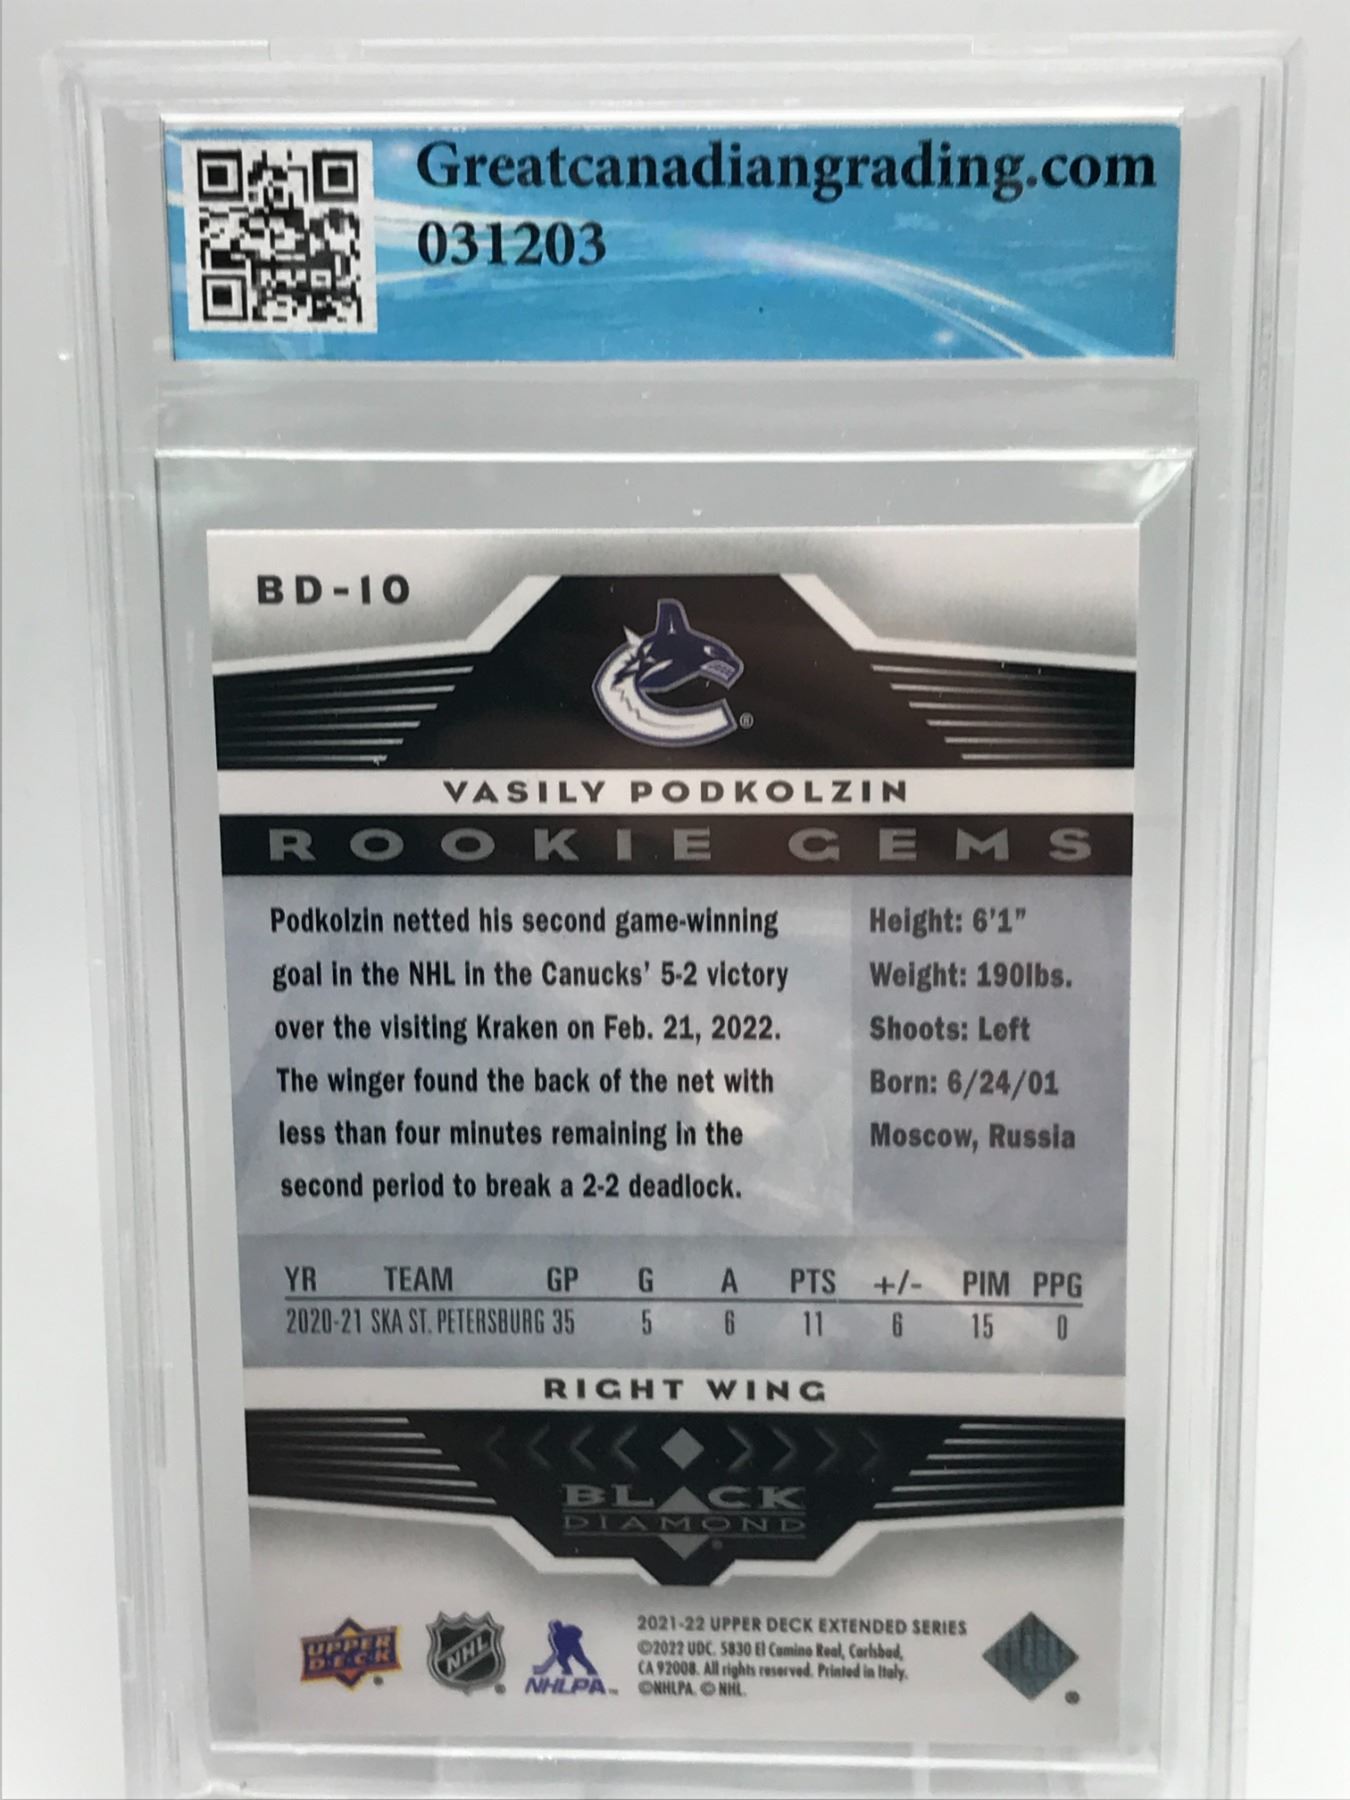 Greatcanadiangrading.com
031203
BD-10
®
VASILY PODKOLZIN
ROOKIE GEMS
Podkolzin netted his second game-winning
goal in the NHL in the Canucks' 5-2 victory
over the visiting Kraken on Feb. 21, 2022.
The winger found the back of the net with
less than four minutes remaining in the
second period to break a 2-2 deadlock.
Height: 6'1"
Weight: 190lbs.
Shoots: Left
Born: 6/24/01
Moscow, Russia
YR TEAM GP G A PTS +/- PIM PPG
2020-21 SKA ST. PETERSBURG 35 5 6 11 6 15 0
RIGHT WING
BLACK
DIAMOND
UPPER
DECK
NHL
NHLPA™
2021-22 UPPER DECK EXTENDED SERIES
©2022 UDC. 5830 El Camino Real, Carlsbad,
CA 92008. All rights reserved. Printed in Italy.
©NHLPA. © NHL.